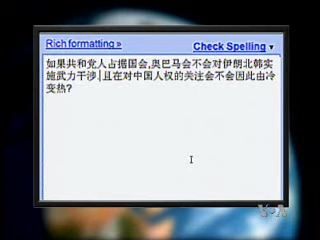 Rich formatting »
Check Spelling ▼
如果共和党人占据国会,奥巴马会不会对伊朗北韩实
施武力干涉.且在对中国人权的关注会不会因此由冷
变热?
VOA